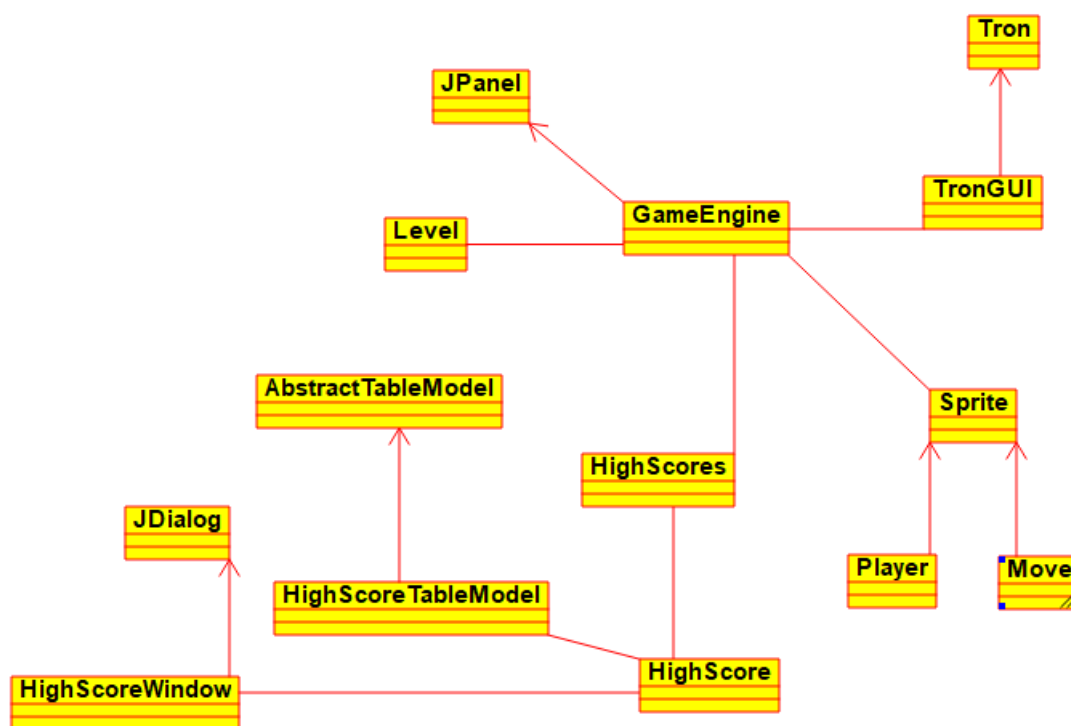 Tron
JPanel
TronGUI
GameEngine
Level
AbstractTableModel
Sprite
HighScores
JDialog
Player
Move
HighScoreTableModel
HighScore
HighScoreWindow